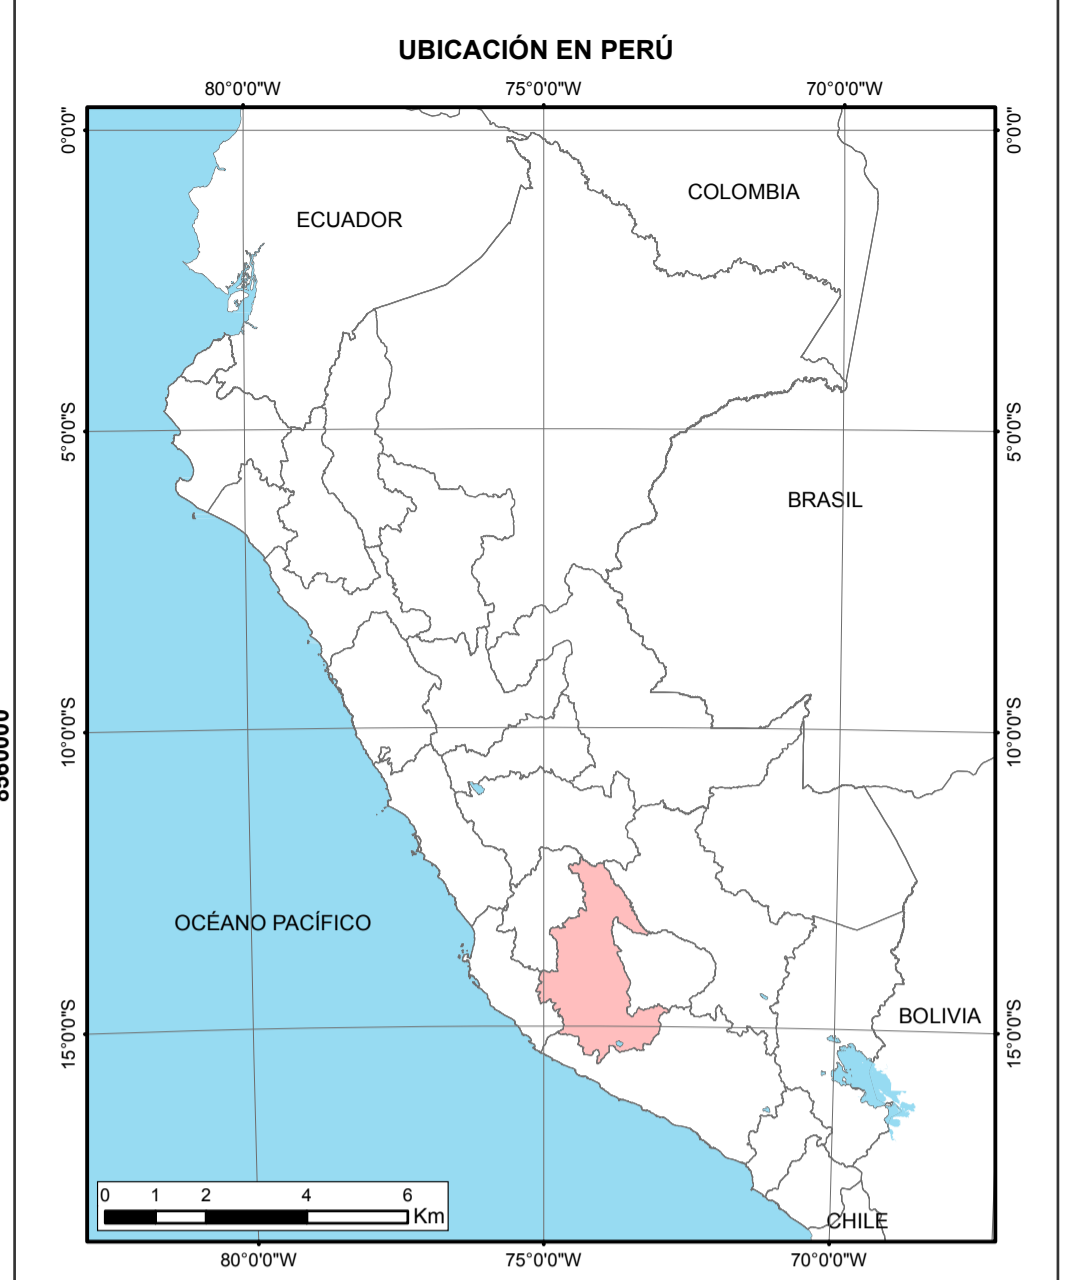 UBICACIÓN EN PERÚ
80°0'0"W 75°0'0"W 70°0'0"W
0°0'0" 0°0'0"
COLOMBIA
ECUADOR
5°0'0"S 5°0'0"S
BRASIL
10°0'0"S 10°0'0"S
OCÉANO PACÍFICO
BOLIVIA
15°0'0"S 15°0'0"S
0 1 2 4 6
Km
CHILE
80°0'0"W 75°0'0"W 70°0'0"W